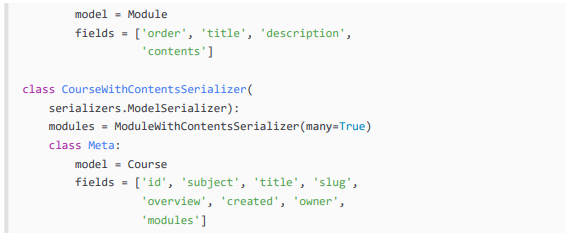 model = Module
fields = ['order', 'title', 'description',
'contents']
class CourseWithContentsSerializer(
serializers.ModelSerializer):
modules = ModuleWithContentsSerializer(many=True)
class Meta:
model = Course
fields = ['id', 'subject', 'title', 'slug',
'overview', 'created', 'owner',
'modules']